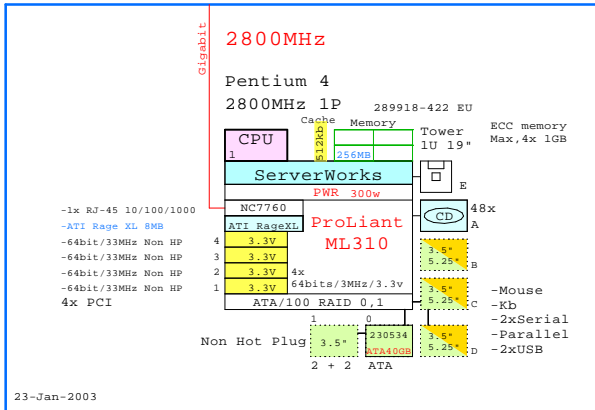 Gigabit
2800MHz
Pentium 4
2800MHz 1P
289918-422 EU
Cache
Memory
CPU
1
512kb
256MB
Tower
1U 19"
ECC memory
Max,4x 1GB
ServerWorks
E
PWR 300w
-1x RJ-45 10/100/1000
NC7760
ProLiant
ML310
CD
48x
A
-ATI Rage XL 8MB
ATI RageXL
-64bit/33MHz Non HP
4
3.3V
3.5"
5.25"
B
-64bit/33MHz Non HP
3
3.3V
-64bit/33MHz Non HP
2
3.3V
4x
64bits/3MHz/3.3v
-64bit/33MHz Non HP
1
3.3V
3.5"
5.25"
C
-Mouse
-Kb
-2xSerial
-Parallel
-2xUSB
4x PCI
ATA/100 RAID 0,1
1
0
Non Hot Plug
3.5"
230534
ATA40GB
3.5"
5.25"
D
2 + 2
ATA
23-Jan-2003